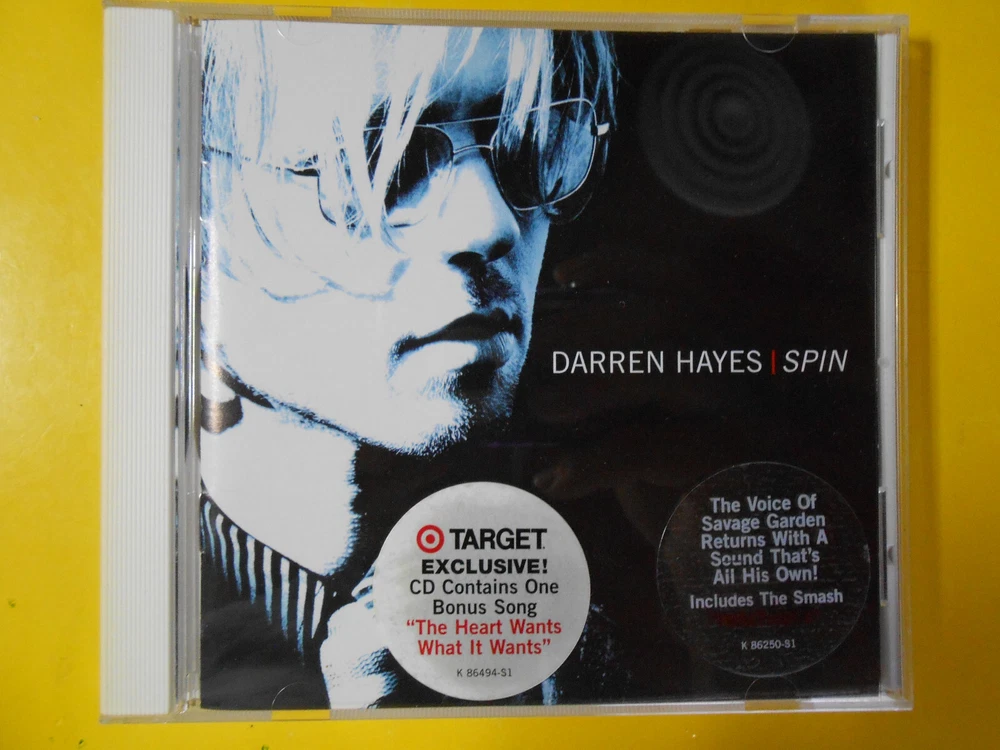 DARREN HAYES | SPIN
TARGET
EXCLUSIVE!
CD Contains One
Bonus Song
"The Heart Wants
What It Wants"
K 86494-S1
The Voice Of
Savage Garden
Returns With A
Sound That's
All His Own!
Includes The Smash
K 86250-S1